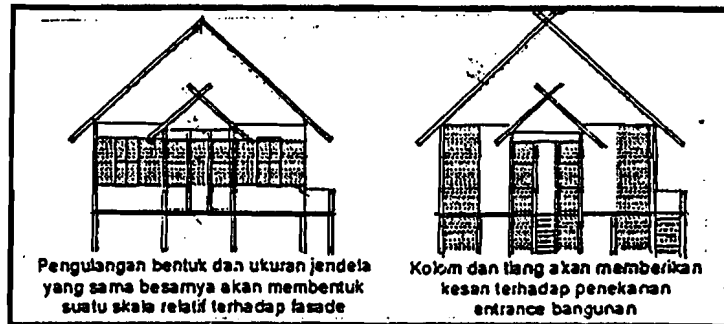 Pengulangan bentuk dan ukuran jendela
yang sama besarnya akan membentuk
suatu skala relatif terhadap fasade
Kolom dan tiang akan memberikan
kesan terhadap penekanan
entrance bangunan